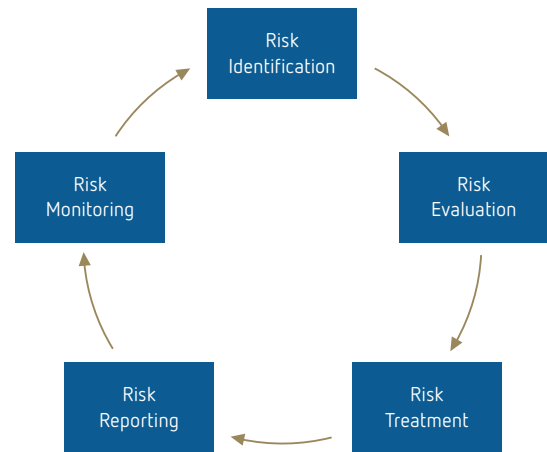 Risk
Identification
Risk
Evaluation
Risk
Treatment
Risk
Reporting
Risk
Monitoring